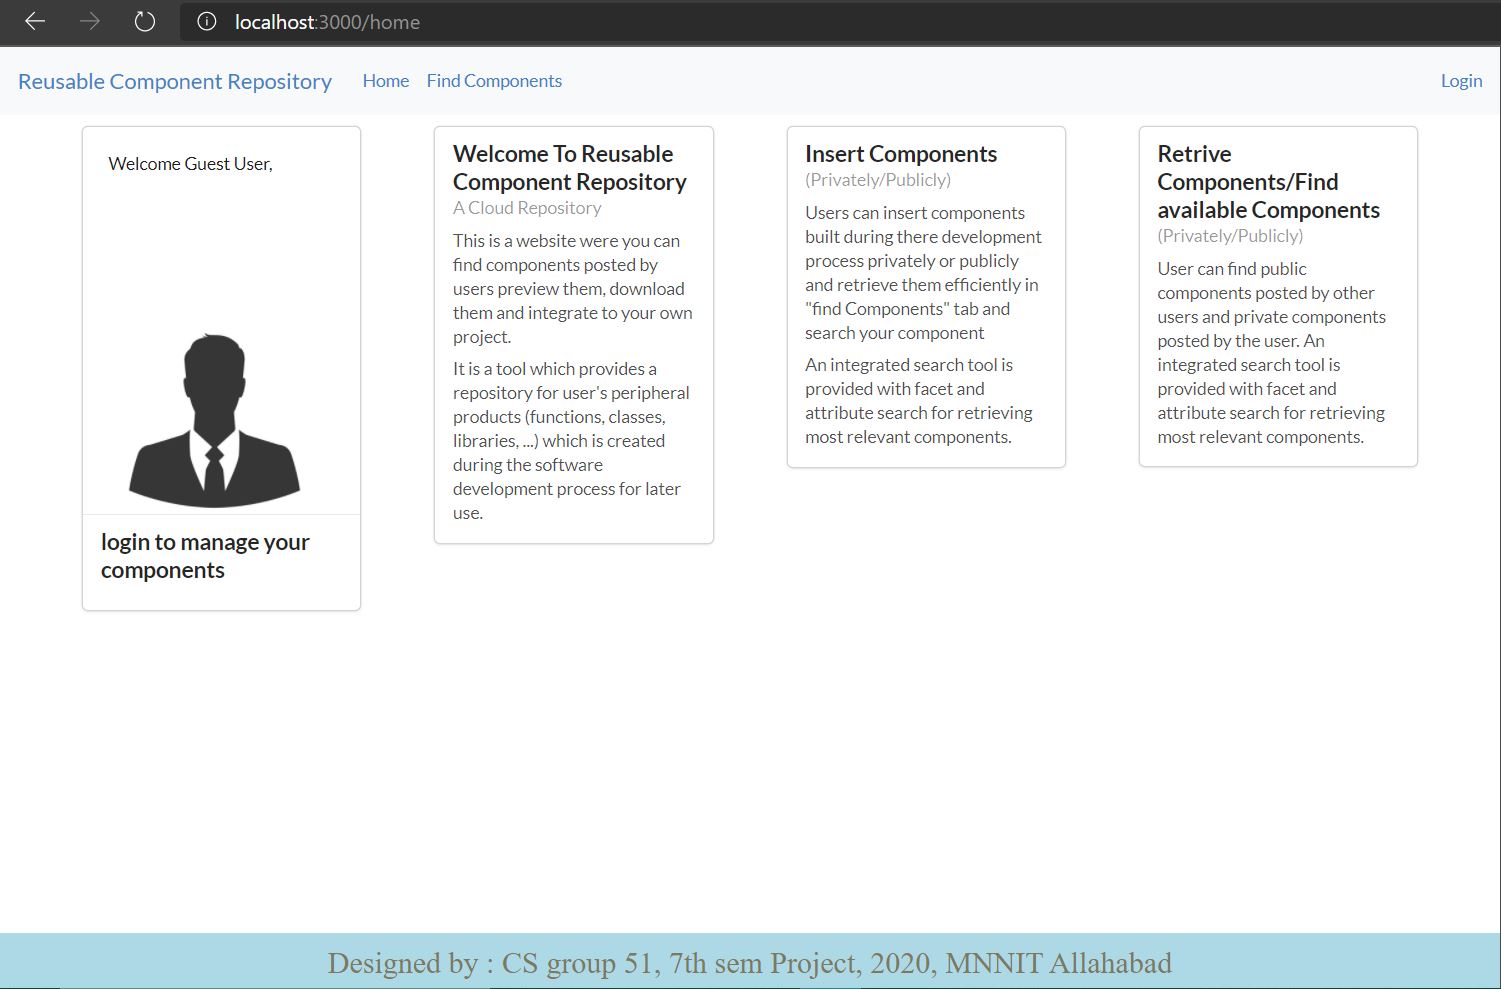 localhost:3000/home
Reusable Component Repository Home Find Components Login
Welcome Guest User,
login to manage your
components
Welcome To Reusable
Component Repository
A Cloud Repository
This is a website were you can
find components posted by
users preview them, download
them and integrate to your own
project.
It is a tool which provides a
repository for user's peripheral
products (functions, classes,
libraries, ...) which is created
during the software
development process for later
use.
Insert Components
(Privately/Publicly)
Users can insert components
built during there development
process privately or publicly
and retrieve them efficiently in
"find Components" tab and
search your component
An integrated search tool is
provided with facet and
attribute search for retrieving
most relevant components.
Retrive
Components/Find
available Components
(Privately/Publicly)
User can find public
components posted by other
users and private components
posted by the user. An
integrated search tool is
provided with facet and
attribute search for retrieving
most relevant components.
Designed by : CS group 51, 7th sem Project, 2020, MNNIT Allahabad